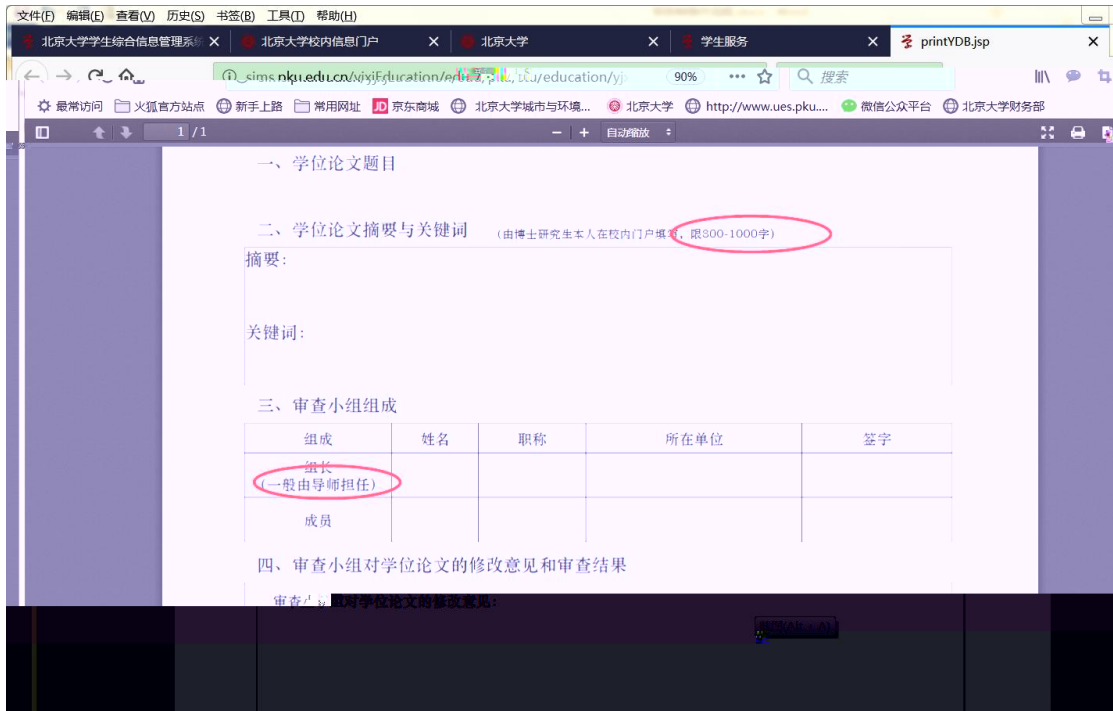 文件(F) 编辑(E) 查看(V) 历史(S) 书签(B) 工具(T) 帮助(H)
北京大学学生综合信息管理系统 北京大学校内信息门户 北京大学 学生服务 printYDB.jsp
sims.pku.edu.cn 90% 搜索
最常访问 火狐官方站点 新手上路 常用网址 JD 京东商城 北京大学城市与环境... 北京大学 http://www.ues.pku.... 微信公众平台 北京大学财务部
1 / 1 自动缩放
一、学位论文题目
二、学位论文摘要与关键词 (由博士研究生本人在校内门户填写，限800-1000字)
摘要：
关键词：
三、审查小组组成
组成 姓名 职称 所在单位 签字
组长
(一般由导师担任)
成员
四、审查小组对学位论文的修改意见和审查结果
审查小组对学位论文的修改意见：